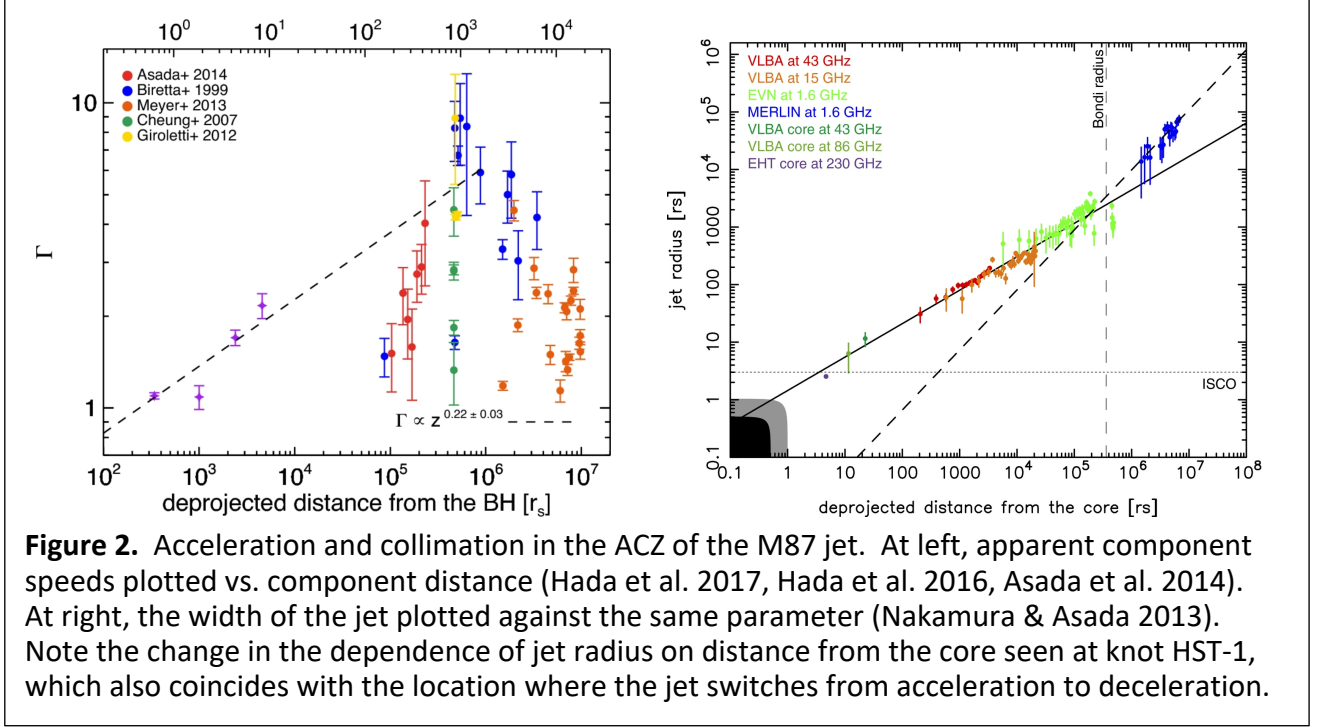 10⁰ 10¹ 10² 10³ 10⁴
Asada+ 2014
Biretta+ 1999
Meyer+ 2013
Cheung+ 2007
Giroletti+ 2012
10
Γ
1
Γ ∝ z^0.22 ± 0.03
10² 10³ 10⁴ 10⁵ 10⁶ 10⁷
deprojected distance from the BH [rₛ]
10⁶
10⁵
10⁴
1000
100
10
1
0.1
jet radius [rs]
VLBA at 43 GHz
VLBA at 15 GHz
EVN at 1.6 GHz
MERLIN at 1.6 GHz
VLBA core at 43 GHz
VLBA core at 86 GHz
EHT core at 230 GHz
Bondi radius
ISCO
0.1 1 10 100 1000 10⁴ 10⁵ 10⁶ 10⁷ 10⁸
deprojected distance from the core [rs]
Figure 2. Acceleration and collimation in the ACZ of the M87 jet. At left, apparent component
speeds plotted vs. component distance (Hada et al. 2017, Hada et al. 2016, Asada et al. 2014).
At right, the width of the jet plotted against the same parameter (Nakamura & Asada 2013).
Note the change in the dependence of jet radius on distance from the core seen at knot HST-1,
which also coincides with the location where the jet switches from acceleration to deceleration.